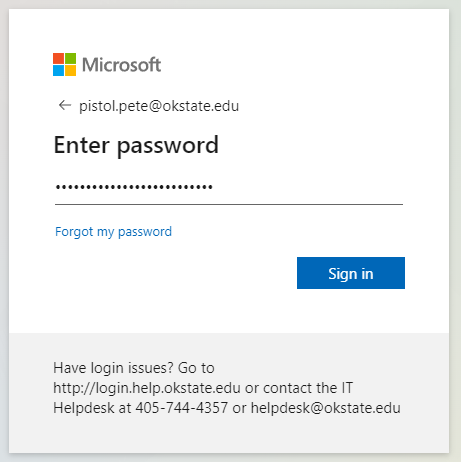 Microsoft
← pistol.pete@okstate.edu
Enter password
••••••••••••••••••••••••••
Forgot my password
Sign in
Have login issues? Go to
http://login.help.okstate.edu or contact the IT
Helpdesk at 405-744-4357 or helpdesk@okstate.edu